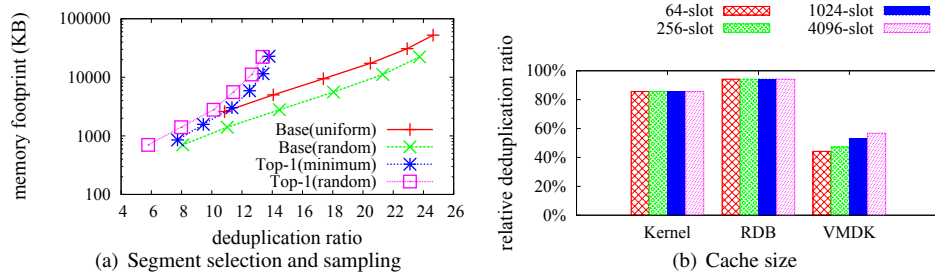 memory footprint (KB)
100000
10000
1000
100
Base(uniform)
Base(random)
Top-1(minimum)
Top-1(random)
4 6 8 10 12 14 16 18 20 22 24 26
deduplication ratio
(a) Segment selection and sampling
64-slot 1024-slot
256-slot 4096-slot
relative deduplication ratio
100%
80%
60%
40%
20%
0%
Kernel RDB VMDK
(b) Cache size